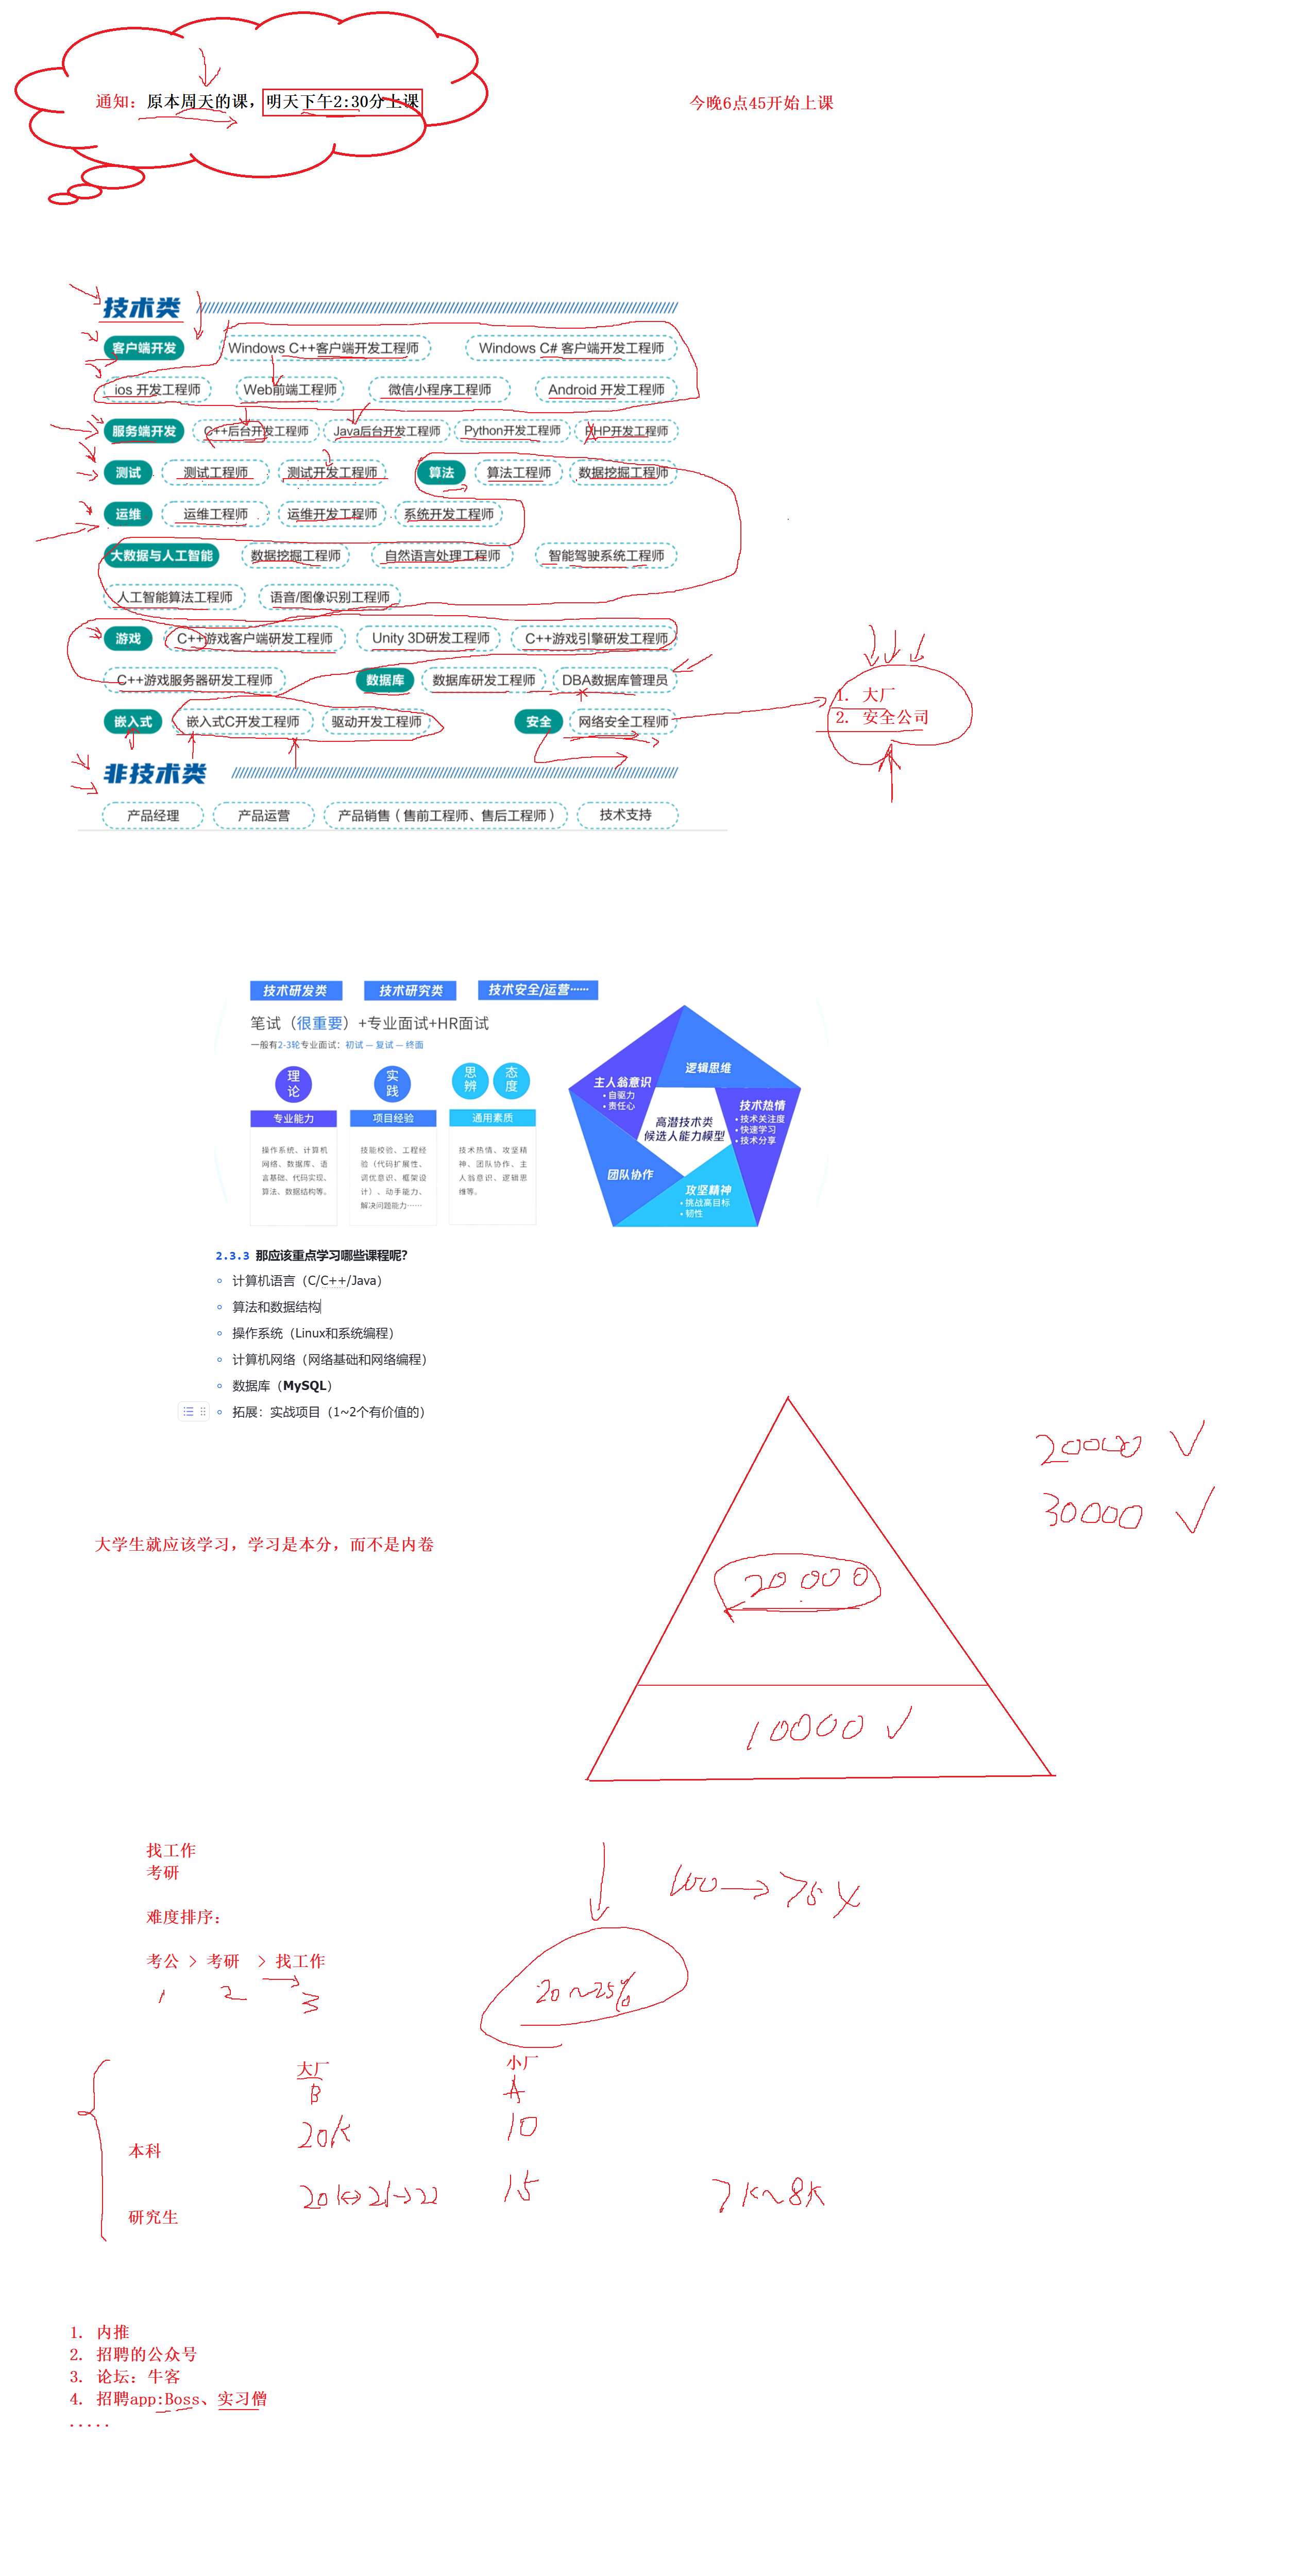 通知：原本周天的课，明天下午2:30分上课
今晚6点45开始上课
技术类
客户端开发 Windows C++客户端开发工程师 Windows C# 客户端开发工程师
ios 开发工程师 Web前端工程师 微信小程序工程师 Android 开发工程师
服务端开发 C++后台开发工程师 Java后台开发工程师 Python开发工程师 PHP开发工程师
测试 测试工程师 测试开发工程师 算法 算法工程师 数据挖掘工程师
运维 运维工程师 运维开发工程师 系统开发工程师
大数据与人工智能 数据挖掘工程师 自然语言处理工程师 智能驾驶系统工程师
人工智能算法工程师 语音/图像识别工程师
游戏 C++游戏客户端研发工程师 Unity 3D研发工程师 C++游戏引擎研发工程师
C++游戏服务器研发工程师 数据库 数据库研发工程师 DBA数据库管理员
嵌入式 嵌入式C开发工程师 驱动开发工程师 安全 网络安全工程师
1. 大厂
2. 安全公司
非技术类
产品经理 产品运营 产品销售（售前工程师、售后工程师） 技术支持
技术研发类 技术研究类 技术安全/运营……
笔试（很重要）+专业面试+HR面试
一般有2-3轮专业面试：初试 — 复试 — 终面
理论 实践 思辨 态度
专业能力 项目经验 通用素质
操作系统、计算机
网络、数据库、语
言基础、代码实现、
算法、数据结构等。
技能校验、工程经
验（代码扩展性、
调优意识、框架设
计）、动手能力、
解决问题能力……
技术热情、攻坚精
神、团队协作、主
人翁意识、逻辑思
维等。
逻辑思维
主人翁意识
• 自驱力
• 责任心
技术热情
• 技术关注度
• 快速学习
• 技术分享
高潜技术类
候选人能力模型
团队协作
攻坚精神
• 挑战高目标
• 韧性
2.3.3 那应该重点学习哪些课程呢？
计算机语言（C/C++/Java）
算法和数据结构
操作系统（Linux和系统编程）
计算机网络（网络基础和网络编程）
数据库（MySQL）
拓展：实战项目（1~2个有价值的）
20000 ✓
30000 ✓
大学生就应该学习，学习是本分，而不是内卷
20000
10000 ✓
找工作
考研
难度排序：
考公 > 考研 > 找工作
1 2 3
100→75 X
20~25%
大厂 小厂
B A
20K 10
本科
20K↔21→22 15 7K~8K
研究生
1. 内推
2. 招聘的公众号
3. 论坛：牛客
4. 招聘app:Boss、实习僧
.....